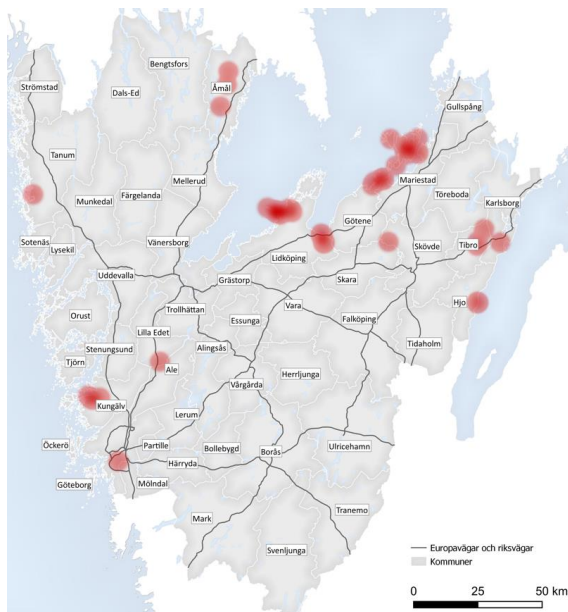 Bengtsfors
Strömstad
Dals-Ed
Åmål
Gullspång
Tanum
Mellerud
Mariestad
Töreboda
Munkedal
Färgelanda
Karlsborg
Götene
Sotenäs
Lysekil
Vänersborg
Skövde
Tibro
Lidköping
Uddevalla
Grästorp
Skara
Hjo
Vara
Orust
Trollhättan
Essunga
Falköping
Lilla Edet
Tidaholm
Stenungsund
Alingsås
Tjörn
Ale
Herrljunga
Vårgårda
Kungälv
Lerum
Öckerö
Partille
Bollebygd
Ulricehamn
Borås
Härryda
Göteborg
Mölndal
Tranemo
Mark
Svenljunga
Europavägar och riksvägar
Kommuner
0 25 50 km